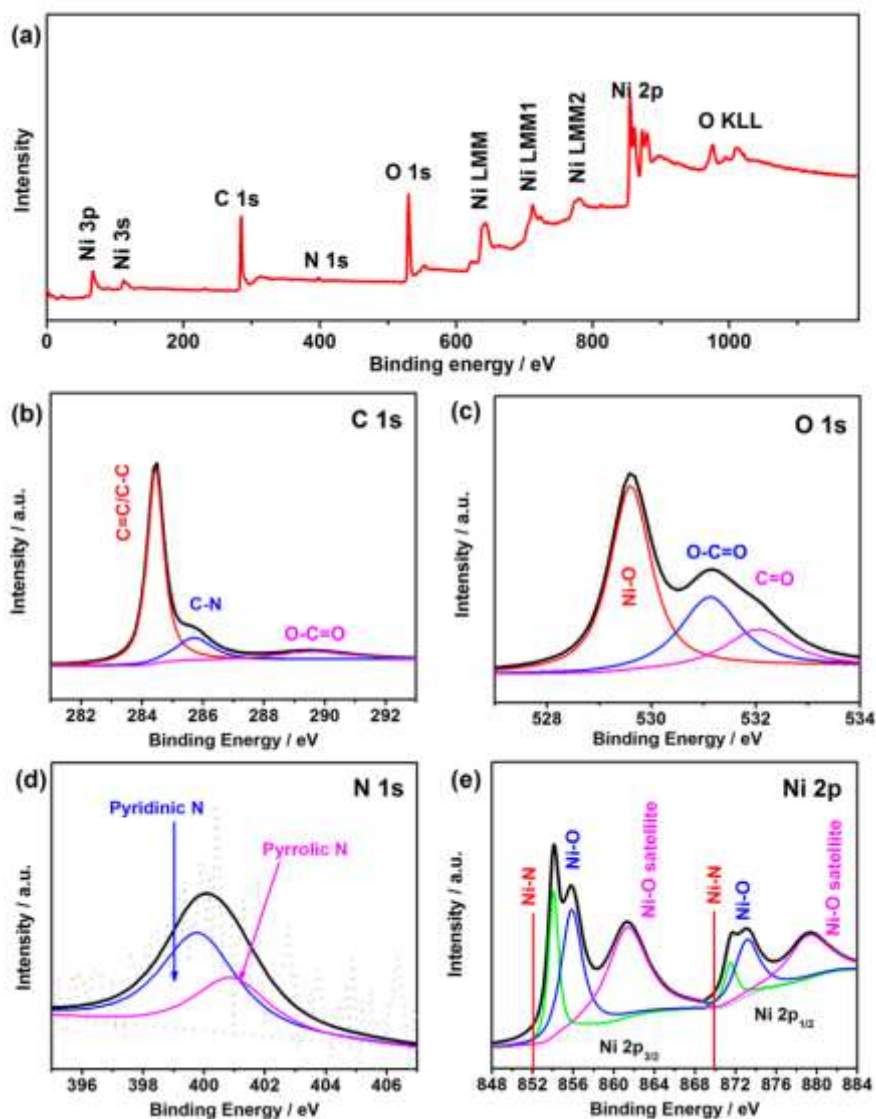 (a)
Intensity
Ni 3p
Ni 3s
C 1s
N 1s
O 1s
Ni LMM
Ni LMM1
Ni LMM2
Ni 2p
O KLL
0 200 400 600 800 1000
Binding energy / eV
(b)
C 1s
Intensity / a.u.
C=C/C-C
C-N
O-C=O
282 284 286 288 290 292
Binding Energy / eV
(c)
O 1s
Intensity / a.u.
Ni-O
O-C=O
C=O
528 530 532 534
Binding Energy / eV
(d)
N 1s
Intensity / a.u.
Pyridinic N
Pyrrolic N
396 398 400 402 404 406
Binding Energy / eV
(e)
Ni 2p
Intensity / a.u.
Ni-N
Ni-O
Ni-O satellite
Ni-N
Ni-O
Ni-O satellite
Ni 2p3/2
Ni 2p1/2
848 852 856 860 864 868 872 876 880 884
Binding Energy / eV